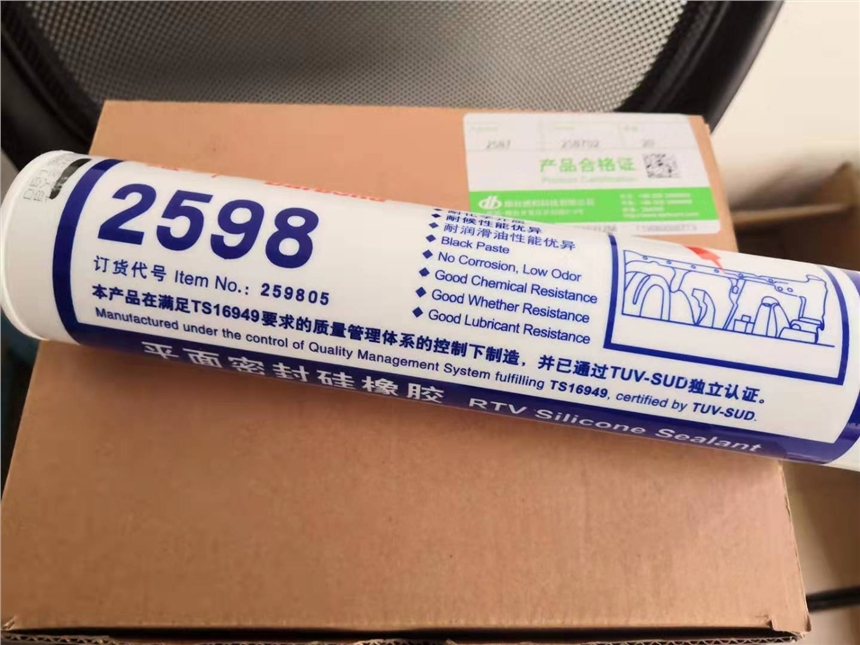 2587
258702
20
产品合格证
2598
订货代号 Item No.: 259805
本产品在满足TS16949要求的质量管理体系的控制下制造，并已通过TUV-SUD独立认证。
Manufactured under the control of Quality Management System fulfilling TS16949, certified by TUV-SUD.
耐候性能优异
耐润滑油性能优异
Black Paste
No Corrosion, Low Odor
Good Chemical Resistance
Good Whether Resistance
Good Lubricant Resistance
平面密封硅橡胶 RTV Silicone Sealant